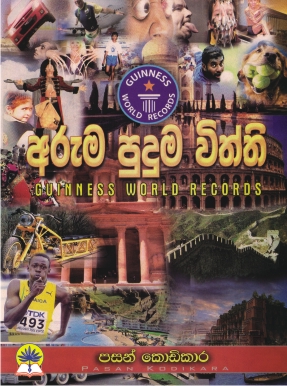 GUINNESS
WORLD RECORDS
අරුම පුදුම විත්ති
GUINNESS WORLD RECORDS
TDK
493
පසන් කොඩිකාර
PASAN KODIKARA